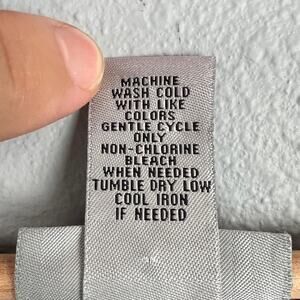 MACHINE
WASH COLD
WITH LIKE
COLORS
GENTLE CYCLE
ONLY
NON-CHLORINE
BLEACH
WHEN NEEDED
TUMBLE DRY LOW
COOL IRON
IF NEEDED